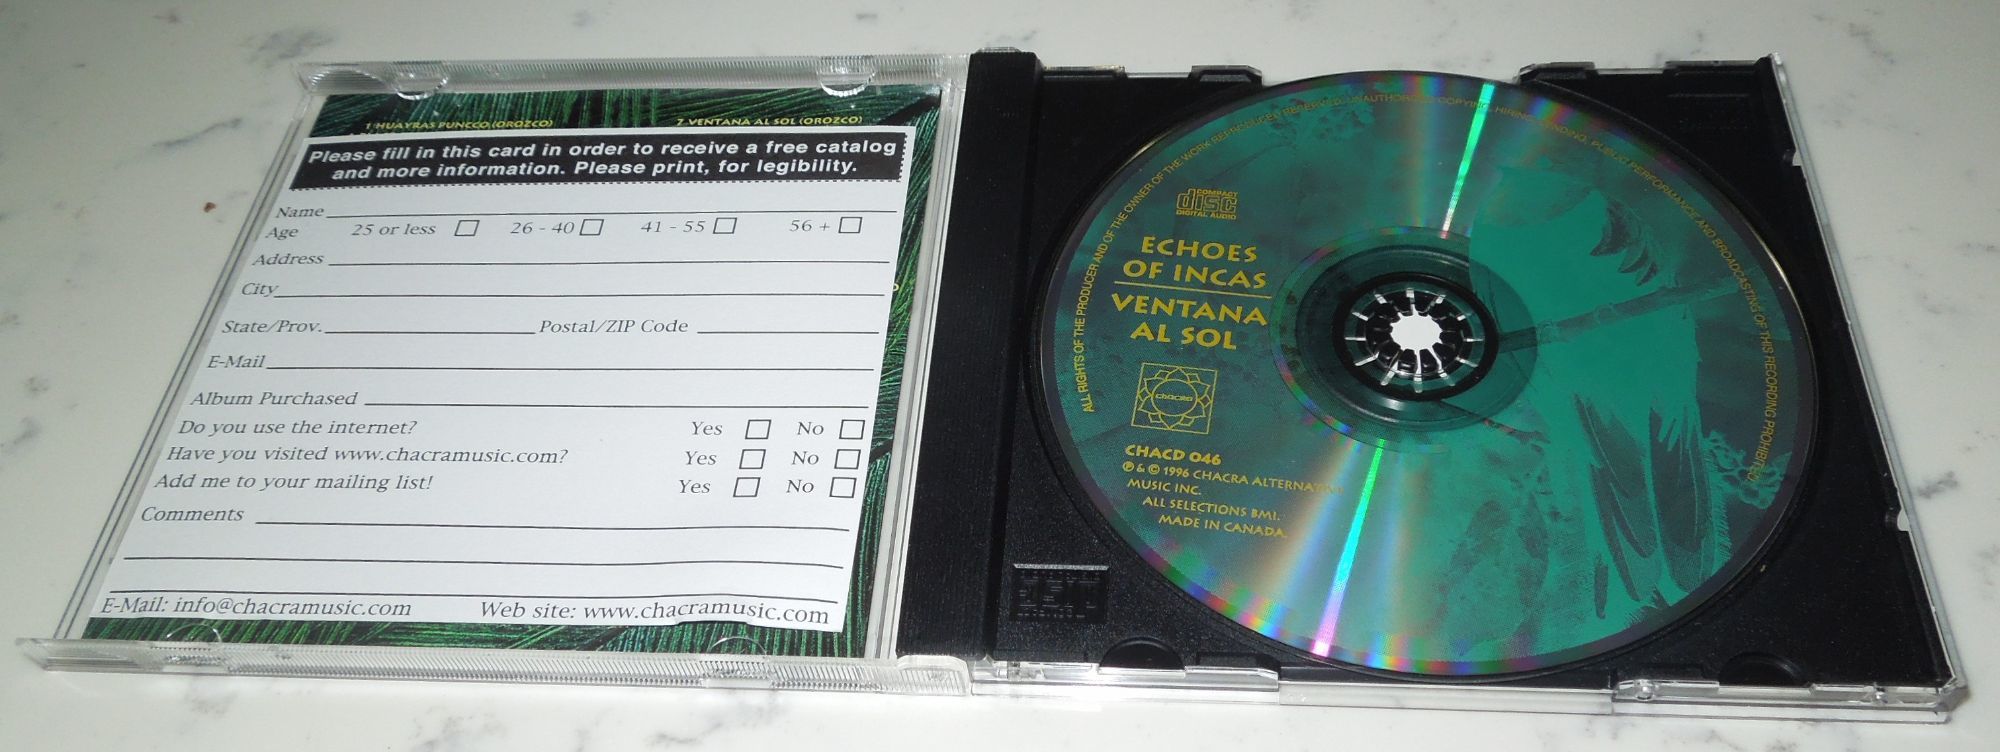 1 HUAYRAS PUNCCO (OROZCO)
7 VENTANA AL SOL (OROZCO)
Please fill in this card in order to receive a free catalog
and more information. Please print, for legibility.
Name
Age 25 or less 26 - 40 41 - 55 56 +
Address
City
State/Prov. Postal/ZIP Code
E-Mail
Album Purchased
Do you use the internet? Yes No
Have you visited www.chacramusic.com? Yes No
Add me to your mailing list! Yes No
Comments
E-Mail: info@chacramusic.com Web site: www.chacramusic.com
COMPACT
disc
DIGITAL AUDIO
ECHOES
OF INCAS
VENTANA
AL SOL
chacra
CHACD 046
℗ & © 1996 CHACRA ALTERNATIVE
MUSIC INC.
ALL SELECTIONS BMI.
MADE IN CANADA.
ALL RIGHTS OF THE PRODUCER AND OF THE OWNER OF THE WORK REPRODUCED RESERVED. UNAUTHORIZED COPYING, HIRING, LENDING, PUBLIC PERFORMANCE AND BROADCASTING OF THIS RECORDING PROHIBITED